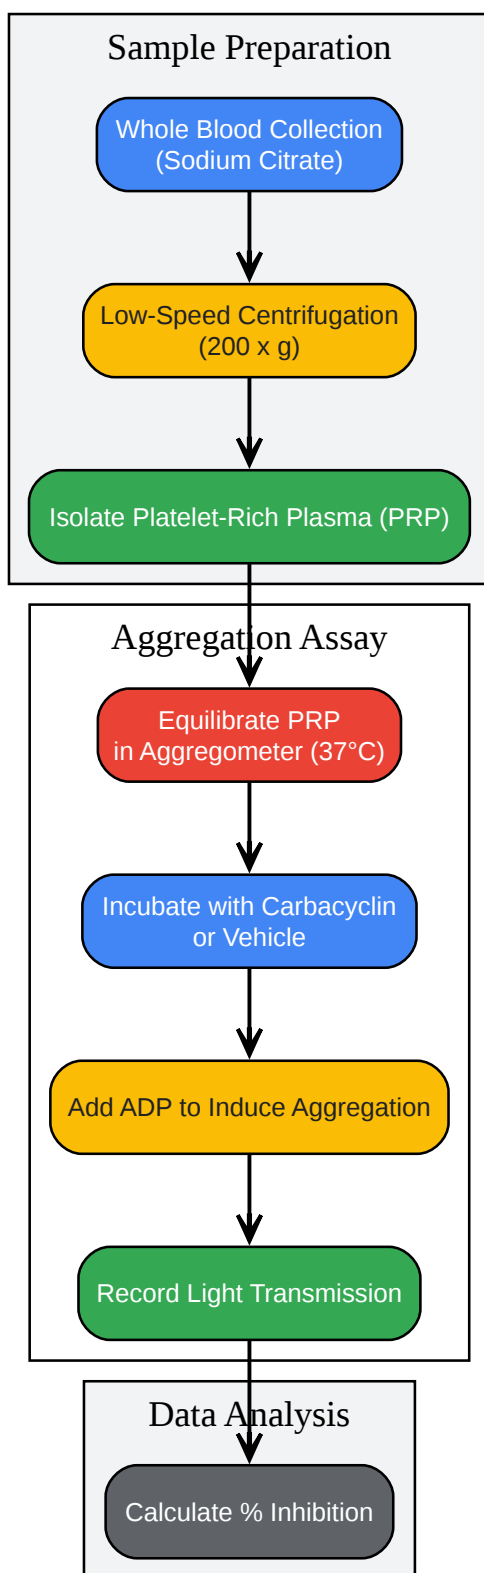 Sample Preparation
Whole Blood Collection
(Sodium Citrate)
Low-Speed Centrifugation
(200 x g)
Isolate Platelet-Rich Plasma (PRP)
Aggregation Assay
Equilibrate PRP
in Aggregometer (37°C)
Incubate with Carbacyclin
or Vehicle
Add ADP to Induce Aggregation
Record Light Transmission
Data Analysis
Calculate % Inhibition